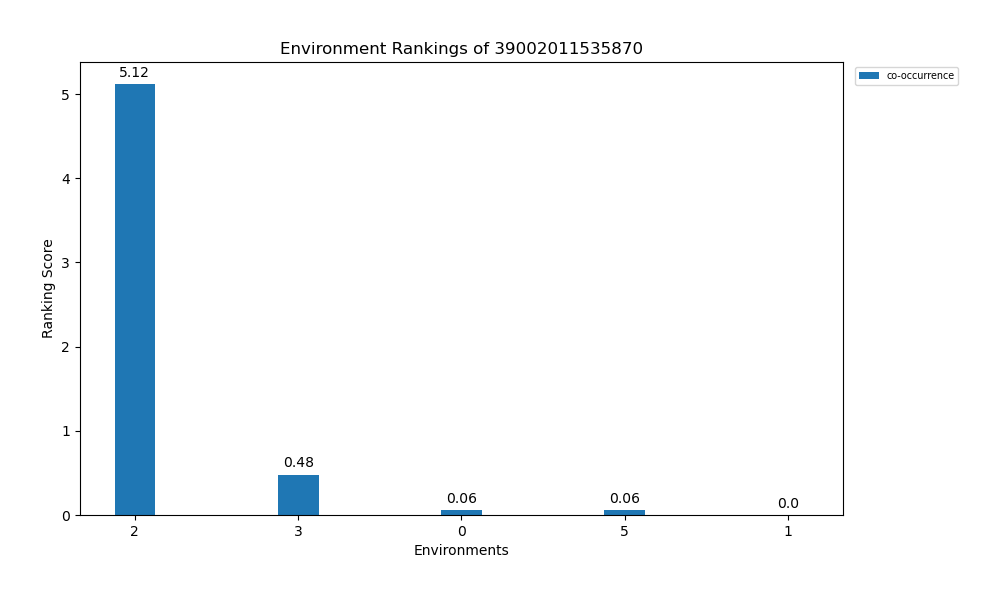 Environment Rankings of 39002011535870
co-occurrence
5.12
0.48
0.06
0.06
0.0
5
4
3
2
1
0
Ranking Score
2 3 0 5 1
Environments